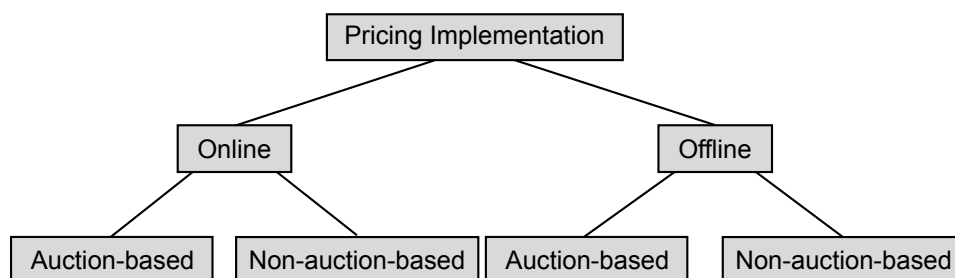 Pricing Implementation
Online
Offline
Auction-based
Non-auction-based
Auction-based
Non-auction-based